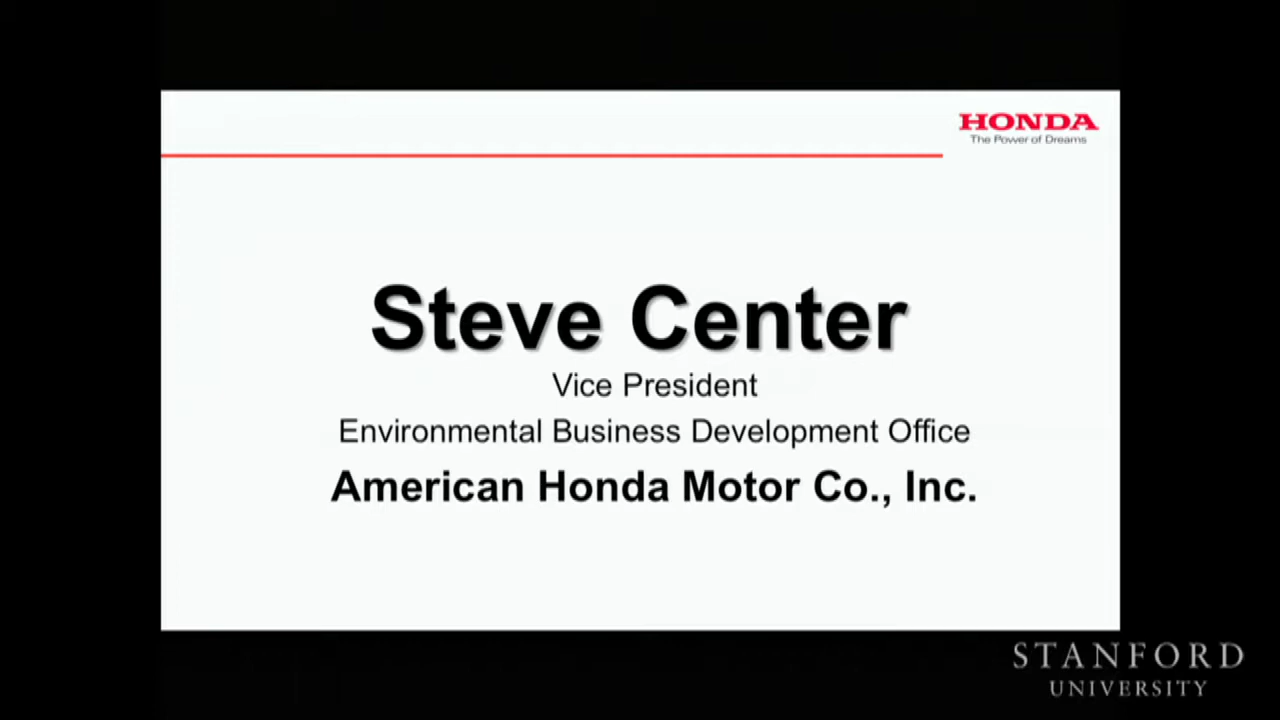 HONDA
The Power of Dreams
Steve Center
Vice President
Environmental Business Development Office
American Honda Motor Co., Inc.
STANFORD
UNIVERSITY